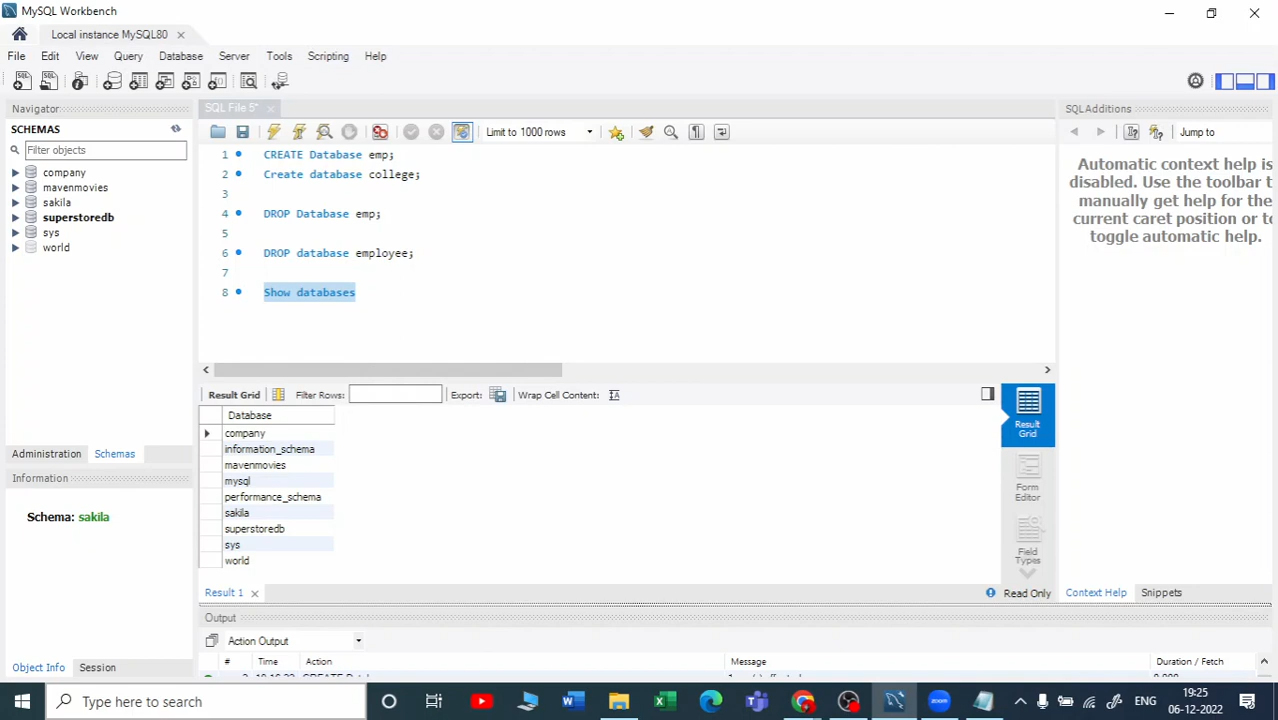 MySQL Workbench
Local instance MySQL80
File Edit View Query Database Server Tools Scripting Help
Navigator
SCHEMAS
Filter objects
company
mavenmovies
sakila
superstoredb
sys
world
Administration Schemas
Information
Schema: sakila
Object Info Session
SQL File 5*
Limit to 1000 rows
1 CREATE Database emp;
2 Create database college;
3
4 DROP Database emp;
5
6 DROP database employee;
7
8 Show databases
Result Grid Filter Rows: Export: Wrap Cell Content:
Database
company
information_schema
mavenmovies
mysql
performance_schema
sakila
superstoredb
sys
world
Result 1
Read Only
Result Grid
Form Editor
Field Types
Output
Action Output
# Time Action Message Duration / Fetch
SQLAdditions
Jump to
Automatic context help is
disabled. Use the toolbar t
manually get help for the
current caret position or to
toggle automatic help.
Context Help Snippets
Type here to search
ENG
19:25
06-12-2022